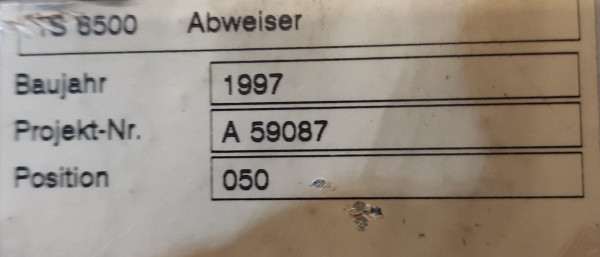 TS 8500 Abweiser
Baujahr 1997
Projekt-Nr. A 59087
Position 050